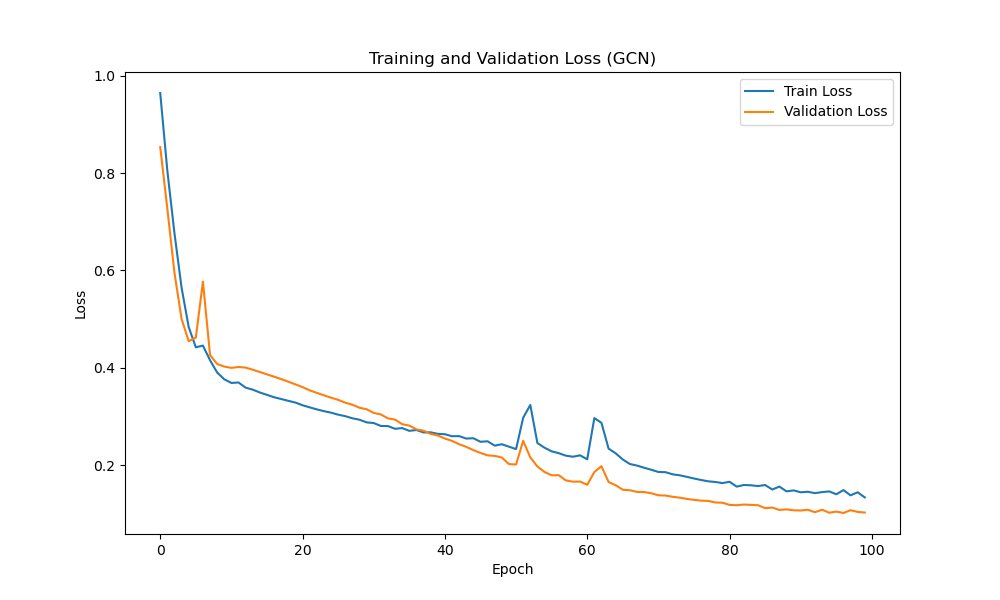 Training and Validation Loss (GCN)
Train Loss
Validation Loss
1.0
0.8
0.6
0.4
0.2
Loss
0 20 40 60 80 100
Epoch